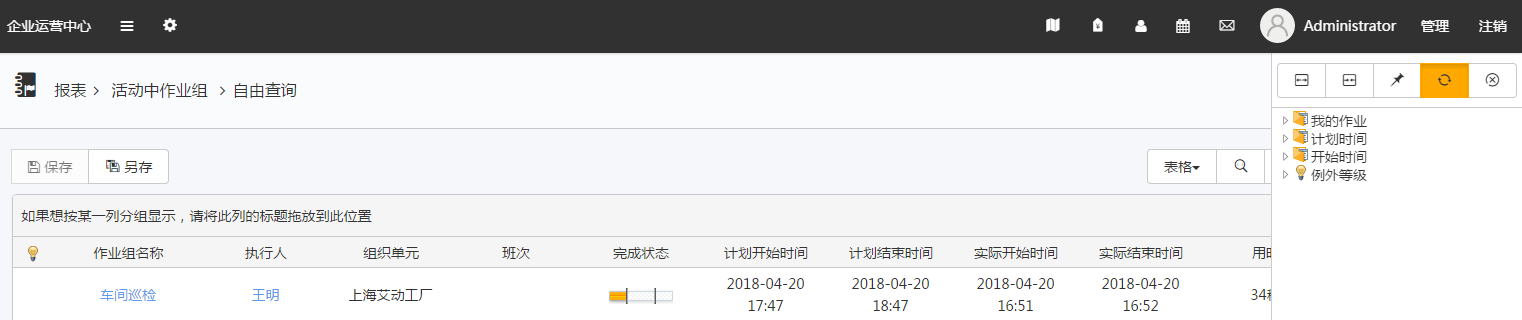 企业运营中心 Administrator 管理 注销
报表 活动中作业组 自由查询
保存 另存 表格
我的作业
计划时间
开始时间
例外等级
如果想按某一列分组显示，请将此列的标题拖放到此位置
作业组名称 执行人 组织单元 班次 完成状态 计划开始时间 计划结束时间 实际开始时间 实际结束时间
车间巡检 王明 上海艾动工厂 2018-04-20 2018-04-20 2018-04-20 2018-04-20 34
17:47 18:47 16:51 16:52